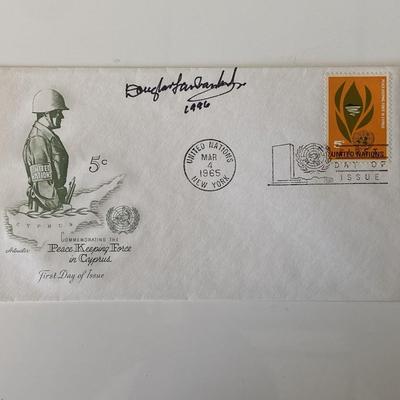 Douglas Fairbanks Jr
1996
5c
UNITED NATIONS
MAR
4
1965
NEW YORK
5c
UNITED NATIONS
DAY OF
ISSUE
UNITED
NATIONS
CYPRUS
COMMEMORATING THE
Peace Keeping Force
in Cyprus
First Day of Issue